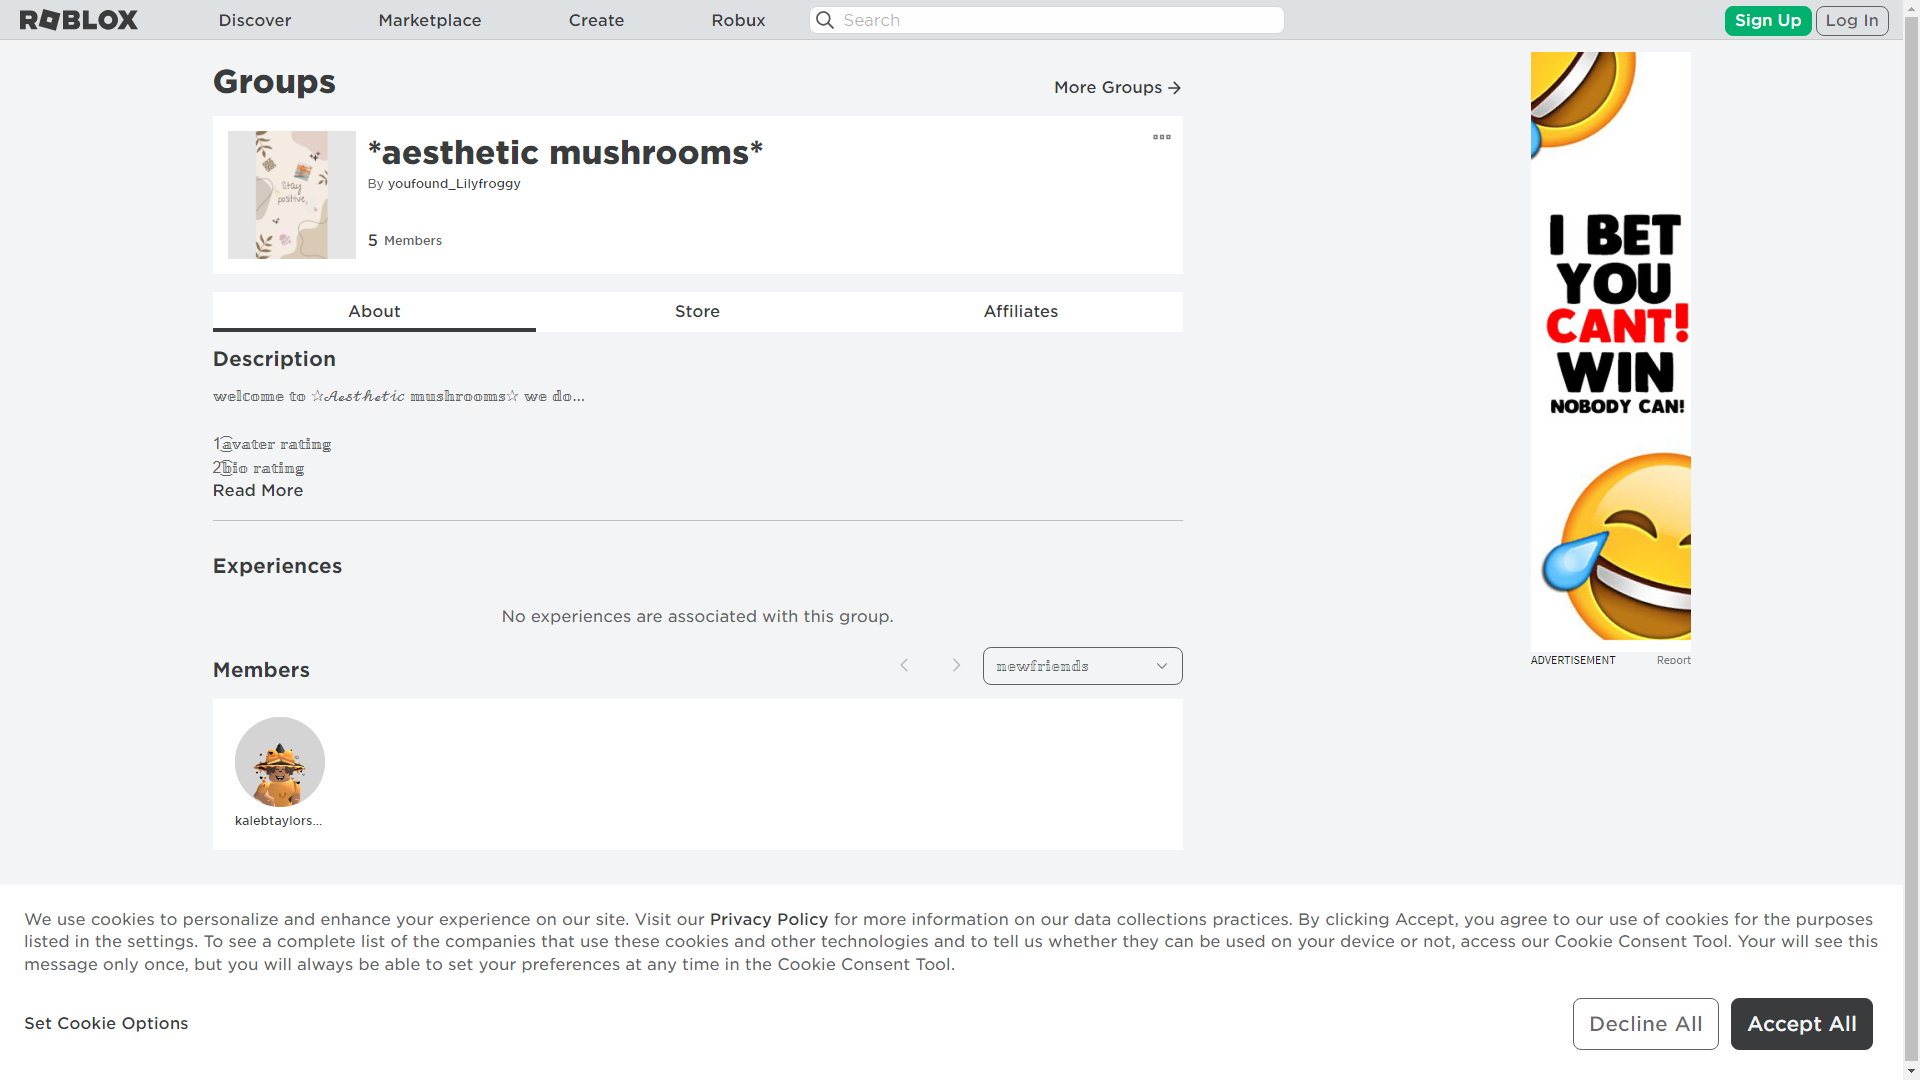 ROBLOX
Discover
Marketplace
Create
Robux
Search
Sign Up
Log In
Groups
More Groups →
*aesthetic mushrooms*
By youfound_Lilyfroggy
5 Members
Stay
positive
About
Store
Affiliates
Description
𝕨𝕖𝕝𝕔𝕠𝕞𝕖 𝕥𝕠 ☆𝓐𝓮𝓼𝓽𝓱𝓮𝓽𝓲𝓬 𝕞𝕦𝕤𝕙𝕣𝕠𝕠𝕞𝕤☆ 𝕨𝕖 𝕕𝕠...
1⃣𝕒𝕧𝕒𝕥𝕖𝕣 𝕣𝕒𝕥𝕚𝕟𝕘
2⃣𝕓𝕚𝕠 𝕣𝕒𝕥𝕚𝕟𝕘
Read More
Experiences
No experiences are associated with this group.
Members
𝕟𝕖𝕨𝕗𝕣𝕚𝕖𝕟𝕕𝕤
kalebtaylors...
I BET
YOU
CANT!
WIN
NOBODY CAN!
ADVERTISEMENT
Report
We use cookies to personalize and enhance your experience on our site. Visit our Privacy Policy for more information on our data collections practices. By clicking Accept, you agree to our use of cookies for the purposes
listed in the settings. To see a complete list of the companies that use these cookies and other technologies and to tell us whether they can be used on your device or not, access our Cookie Consent Tool. Your will see this
message only once, but you will always be able to set your preferences at any time in the Cookie Consent Tool.
Set Cookie Options
Decline All
Accept All